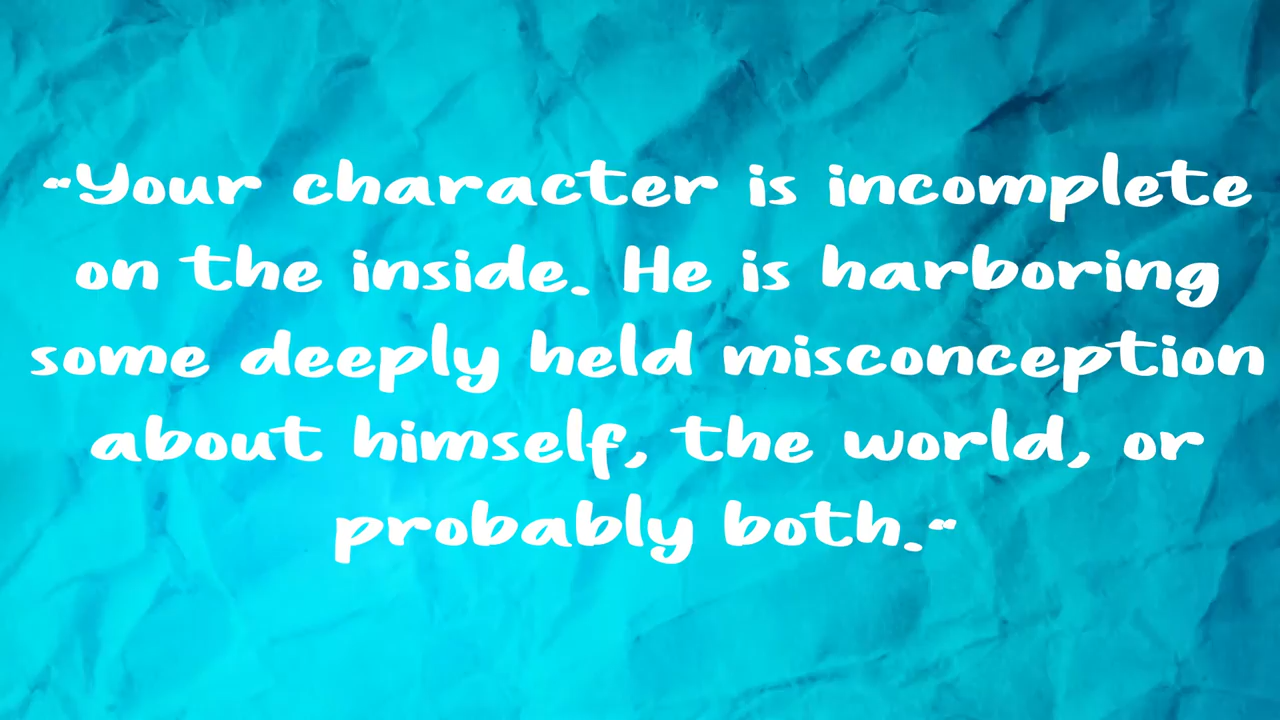 "Your character is incomplete
on the inside. He is harboring
some deeply held misconception
about himself, the world, or
probably both."